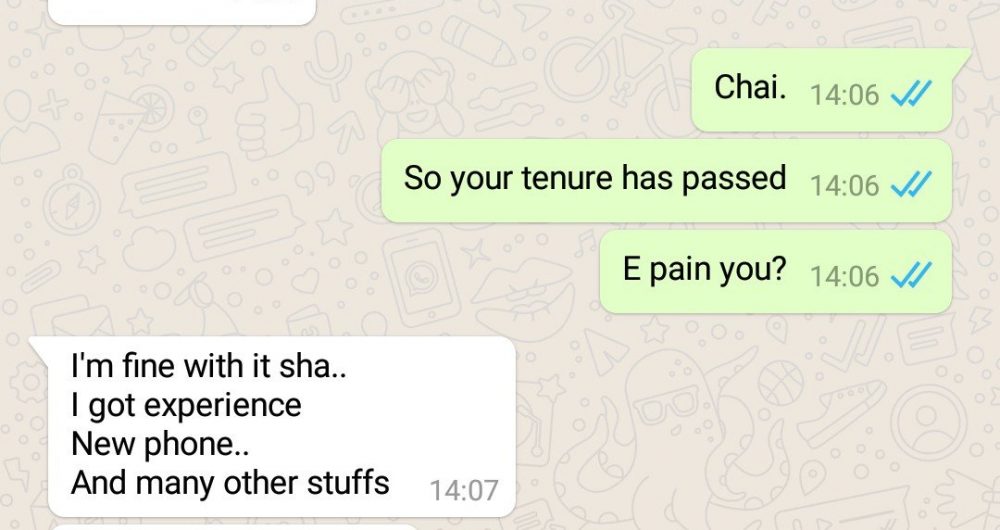 Chai. 14:06
So your tenure has passed 14:06
E pain you? 14:06
I'm fine with it sha..
I got experience
New phone..
And many other stuffs 14:07